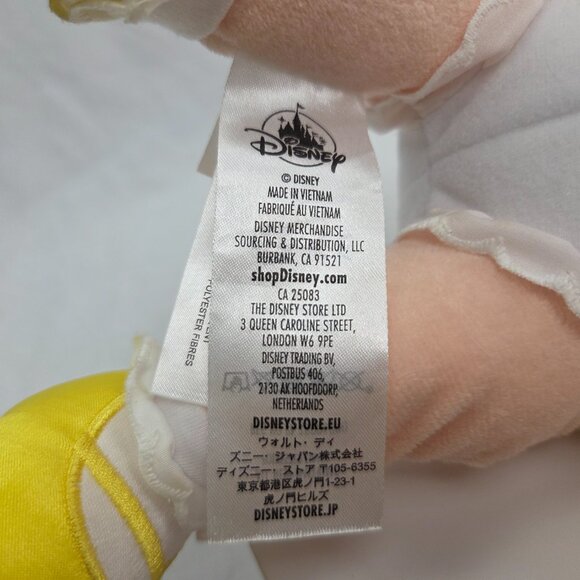 Disney
© DISNEY
MADE IN VIETNAM
FABRIQUÉ AU VIETNAM
DISNEY MERCHANDISE
SOURCING & DISTRIBUTION, LLC
BURBANK, CA 91521
shopDisney.com
CA 25083
THE DISNEY STORE LTD
3 QUEEN CAROLINE STREET,
LONDON W6 9PE
DISNEY TRADING BV,
POSTBUS 406,
2130 AK HOOFDDORP,
NETHERLANDS
DISNEYSTORE.EU
ウォルト・ディ
ズニー・ジャパン株式会社
ディズニー・ストア 〒105-6355
東京都港区虎ノ門1-23-1
虎ノ門ヒルズ
DISNEYSTORE.JP
POLYESTER FIBRES